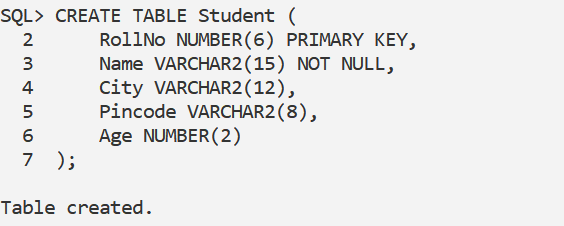 SQL> CREATE TABLE Student (
  2      RollNo NUMBER(6) PRIMARY KEY,
  3      Name VARCHAR2(15) NOT NULL,
  4      City VARCHAR2(12),
  5      Pincode VARCHAR2(8),
  6      Age NUMBER(2)
  7  );
Table created.